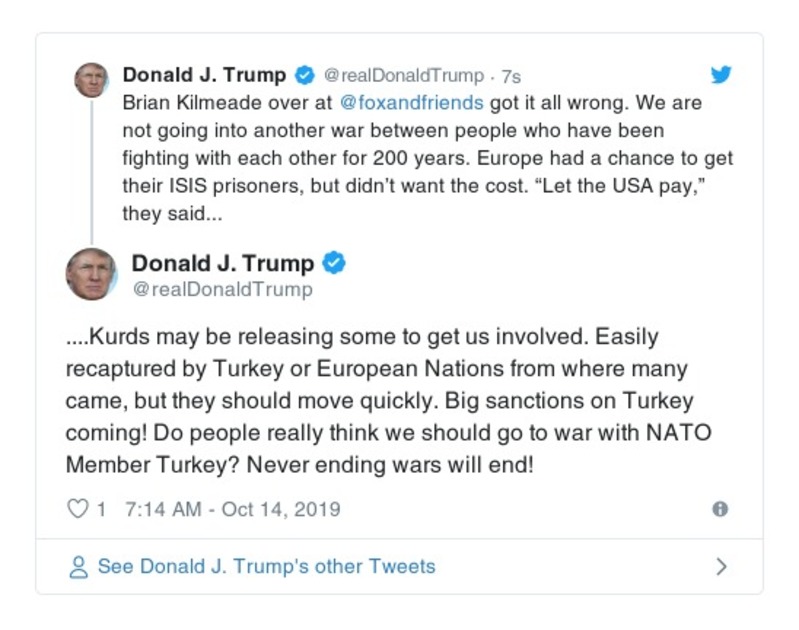 Donald J. Trump @realDonaldTrump · 7s
Brian Kilmeade over at @foxandfriends got it all wrong. We are
not going into another war between people who have been
fighting with each other for 200 years. Europe had a chance to get
their ISIS prisoners, but didn’t want the cost. “Let the USA pay,”
they said...
Donald J. Trump
@realDonaldTrump
....Kurds may be releasing some to get us involved. Easily
recaptured by Turkey or European Nations from where many
came, but they should move quickly. Big sanctions on Turkey
coming! Do people really think we should go to war with NATO
Member Turkey? Never ending wars will end!
1 7:14 AM - Oct 14, 2019
See Donald J. Trump's other Tweets